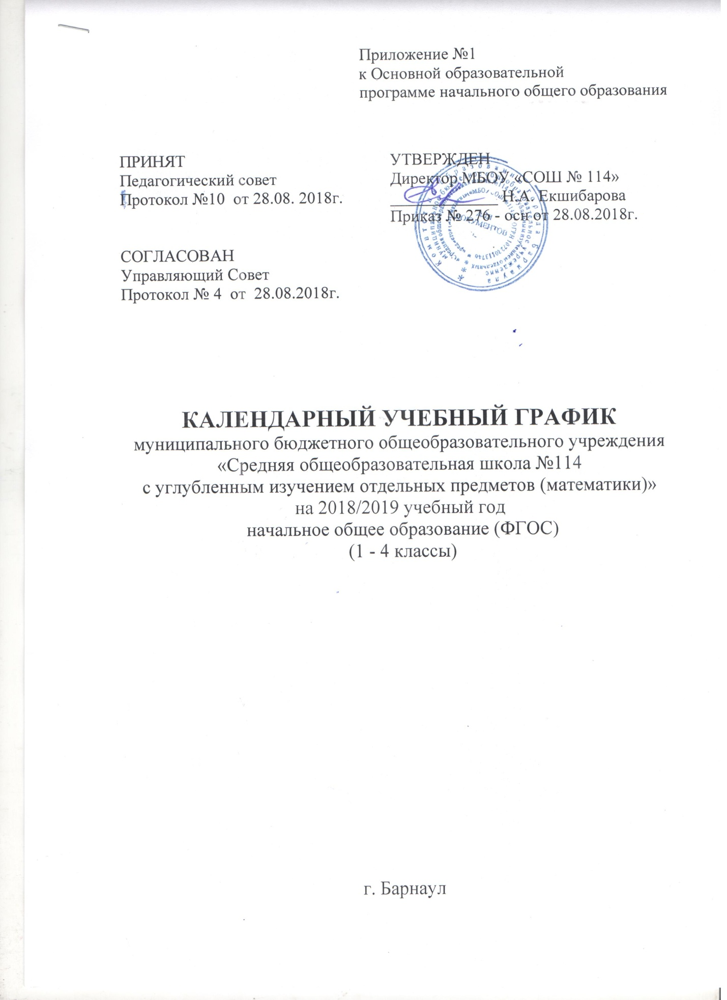 Приложение №1
к Основной образовательной
программе начального общего образования
ПРИНЯТ
Педагогический совет
Протокол №10 от 28.08. 2018г.
УТВЕРЖДЕН
Директор МБОУ «СОШ № 114»
_____________ Н.А. Екшибарова
Приказ № 276 - осн от 28.08.2018г.
ДОКУМЕНТОВ
СОГЛАСОВАН
Управляющий Совет
Протокол № 4 от 28.08.2018г.
КАЛЕНДАРНЫЙ УЧЕБНЫЙ ГРАФИК
муниципального бюджетного общеобразовательного учреждения
«Средняя общеобразовательная школа №114
с углубленным изучением отдельных предметов (математики)»
на 2018/2019 учебный год
начальное общее образование (ФГОС)
(1 - 4 классы)
г. Барнаул